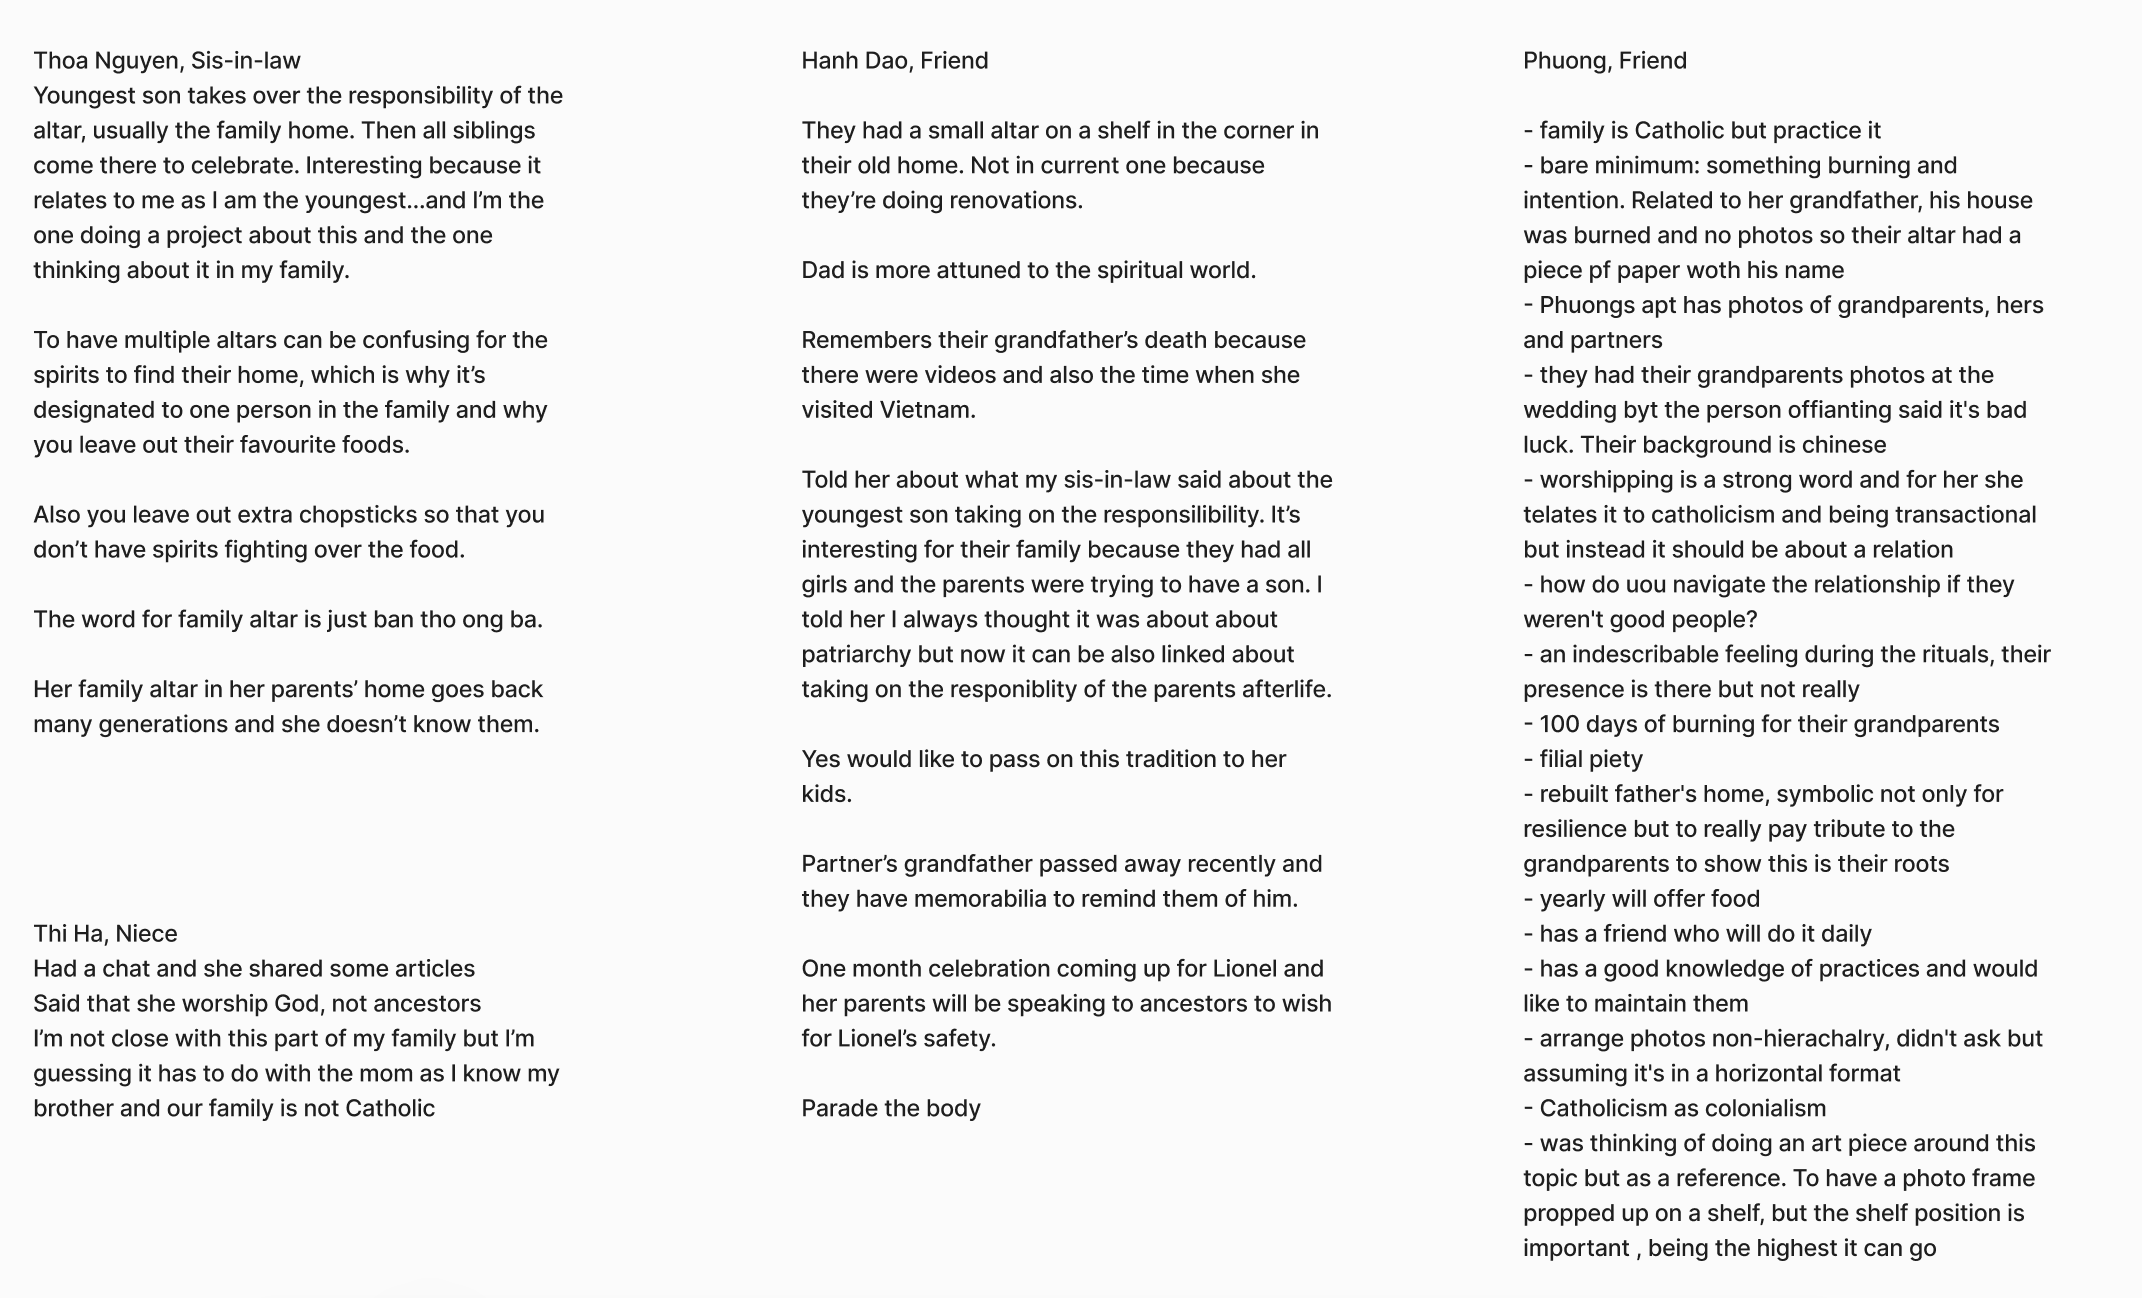 Thoa Nguyen, Sis-in-law
Youngest son takes over the responsibility of the
altar, usually the family home. Then all siblings
come there to celebrate. Interesting because it
relates to me as I am the youngest...and I’m the
one doing a project about this and the one
thinking about it in my family.
To have multiple altars can be confusing for the
spirits to find their home, which is why it’s
designated to one person in the family and why
you leave out their favourite foods.
Also you leave out extra chopsticks so that you
don’t have spirits fighting over the food.
The word for family altar is just ban tho ong ba.
Her family altar in her parents’ home goes back
many generations and she doesn’t know them.
Thi Ha, Niece
Had a chat and she shared some articles
Said that she worship God, not ancestors
I’m not close with this part of my family but I’m
guessing it has to do with the mom as I know my
brother and our family is not Catholic
Hanh Dao, Friend
They had a small altar on a shelf in the corner in
their old home. Not in current one because
they’re doing renovations.
Dad is more attuned to the spiritual world.
Remembers their grandfather’s death because
there were videos and also the time when she
visited Vietnam.
Told her about what my sis-in-law said about the
youngest son taking on the responsilibility. It’s
interesting for their family because they had all
girls and the parents were trying to have a son. I
told her I always thought it was about about
patriarchy but now it can be also linked about
taking on the responiblity of the parents afterlife.
Yes would like to pass on this tradition to her
kids.
Partner’s grandfather passed away recently and
they have memorabilia to remind them of him.
One month celebration coming up for Lionel and
her parents will be speaking to ancestors to wish
for Lionel’s safety.
Parade the body
Phuong, Friend
- family is Catholic but practice it
- bare minimum: something burning and
intention. Related to her grandfather, his house
was burned and no photos so their altar had a
piece pf paper woth his name
- Phuongs apt has photos of grandparents, hers
and partners
- they had their grandparents photos at the
wedding byt the person offianting said it's bad
luck. Their background is chinese
- worshipping is a strong word and for her she
telates it to catholicism and being transactional
but instead it should be about a relation
- how do uou navigate the relationship if they
weren't good people?
- an indescribable feeling during the rituals, their
presence is there but not really
- 100 days of burning for their grandparents
- filial piety
- rebuilt father's home, symbolic not only for
resilience but to really pay tribute to the
grandparents to show this is their roots
- yearly will offer food
- has a friend who will do it daily
- has a good knowledge of practices and would
like to maintain them
- arrange photos non-hierachalry, didn't ask but
assuming it's in a horizontal format
- Catholicism as colonialism
- was thinking of doing an art piece around this
topic but as a reference. To have a photo frame
propped up on a shelf, but the shelf position is
important , being the highest it can go